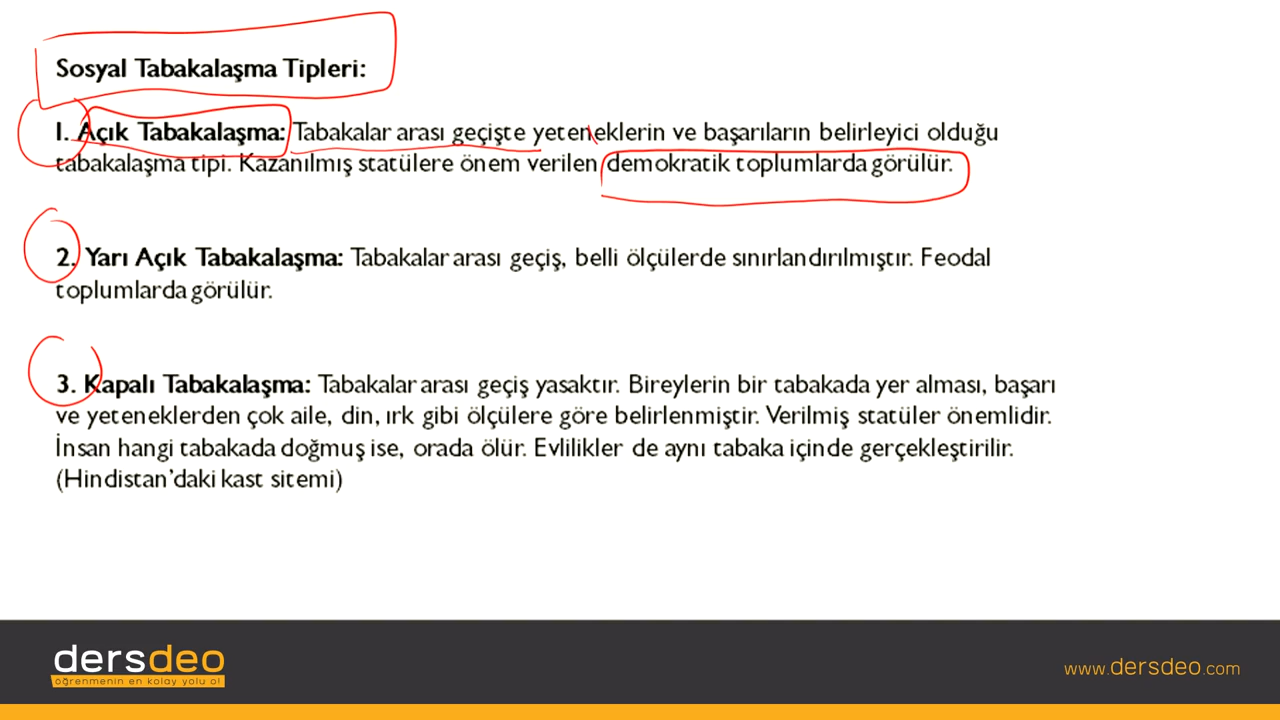 Sosyal Tabakalaşma Tipleri:
1. Açık Tabakalaşma: Tabakalar arası geçişte yeteneklerin ve başarıların belirleyici olduğu
tabakalaşma tipi. Kazanılmış statülere önem verilen demokratik toplumlarda görülür.
2. Yarı Açık Tabakalaşma: Tabakalar arası geçiş, belli ölçülerde sınırlandırılmıştır. Feodal
toplumlarda görülür.
3. Kapalı Tabakalaşma: Tabakalar arası geçiş yasaktır. Bireylerin bir tabakada yer alması, başarı
ve yeteneklerden çok aile, din, ırk gibi ölçülere göre belirlenmiştir. Verilmiş statüler önemlidir.
İnsan hangi tabakada doğmuş ise, orada ölür. Evlilikler de aynı tabaka içinde gerçekleştirilir.
(Hindistan'daki kast sitemi)
dersdeo
öğrenmenin en kolay yolu o!
www.dersdeo.com